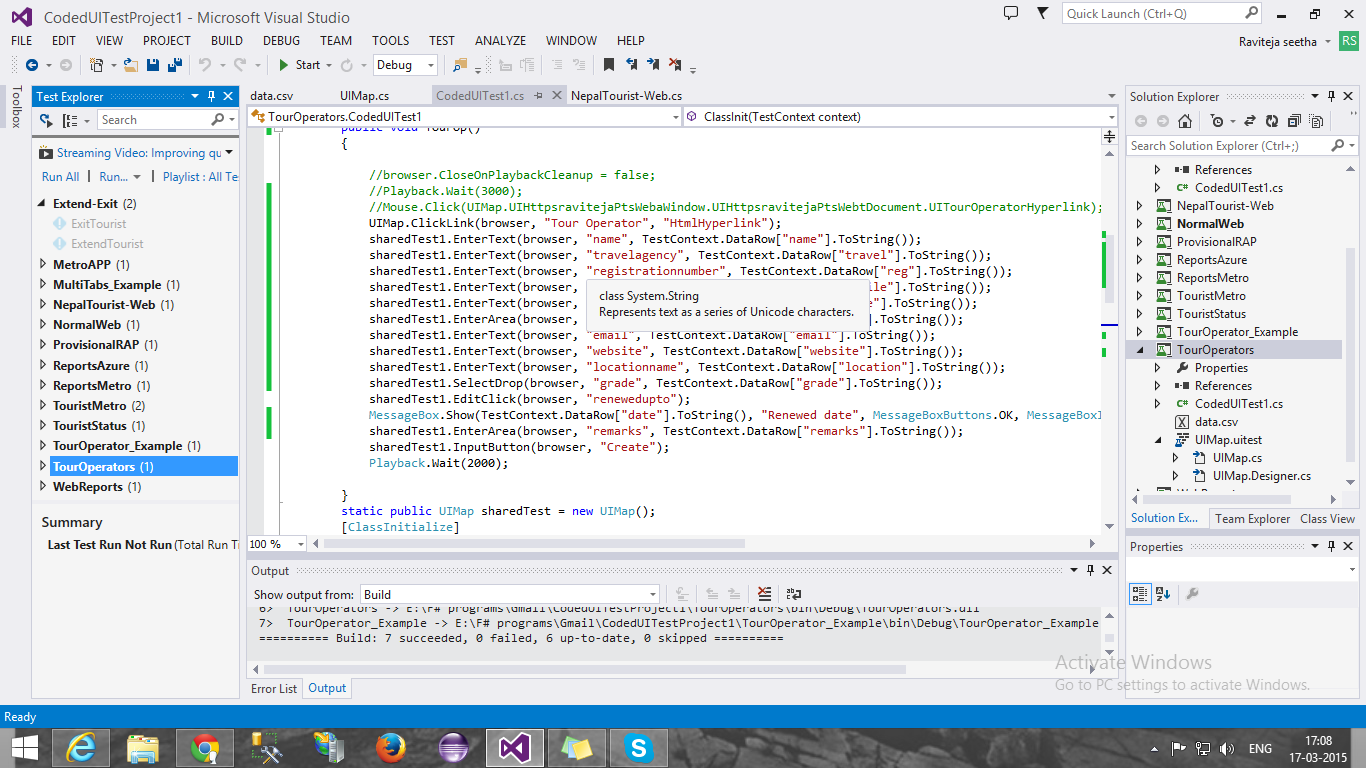 CodedUITestProject1 - Microsoft Visual Studio
Quick Launch (Ctrl+Q)
FILE EDIT VIEW PROJECT BUILD DEBUG TEAM TOOLS TEST ANALYZE WINDOW HELP
Raviteja seetha RS
Start Debug
Toolbox
Test Explorer
Search
Streaming Video: Improving qu
Run All | Run... | Playlist : All Te
Extend-Exit (2)
ExitTourist
ExtendTourist
MetroAPP (1)
MultiTabs_Example (1)
NepalTourist-Web (1)
NormalWeb (1)
ProvisionalRAP (1)
ReportsAzure (1)
ReportsMetro (1)
TouristMetro (2)
TouristStatus (1)
TourOperator_Example (1)
TourOperators (1)
WebReports (1)
Summary
Last Test Run Not Run (Total Run Ti
data.csv UIMap.cs CodedUITest1.cs NepalTourist-Web.cs
TourOperators.CodedUITest1 ClassInit(TestContext context)
public void TourOp()
{
//browser.CloseOnPlaybackCleanup = false;
//Playback.Wait(3000);
//Mouse.Click(UIMap.UIHttpsravitejaPtsWebaWindow.UIHttpsravitejaPtsWebtDocument.UITourOperatorHyperlink);
UIMap.ClickLink(browser, "Tour Operator", "HtmlHyperlink");
sharedTest1.EnterText(browser, "name", TestContext.DataRow["name"].ToString());
sharedTest1.EnterText(browser, "travelagency", TestContext.DataRow["travel"].ToString());
sharedTest1.EnterText(browser, "registrationnumber", TestContext.DataRow["reg"].ToString());
sharedTest1.EnterText(browser, ile"].ToString());
sharedTest1.EnterText(browser, e"].ToString());
sharedTest1.EnterArea(browser, ].ToString());
class System.String
Represents text as a series of Unicode characters.
sharedTest1.EnterText(browser, "email", TestContext.DataRow["email"].ToString());
sharedTest1.EnterText(browser, "website", TestContext.DataRow["website"].ToString());
sharedTest1.EnterText(browser, "locationname", TestContext.DataRow["location"].ToString());
sharedTest1.SelectDrop(browser, "grade", TestContext.DataRow["grade"].ToString());
sharedTest1.EditClick(browser, "renewedupto");
MessageBox.Show(TestContext.DataRow["date"].ToString(), "Renewed date", MessageBoxButtons.OK, MessageBoxI
sharedTest1.EnterArea(browser, "remarks", TestContext.DataRow["remarks"].ToString());
sharedTest1.InputButton(browser, "Create");
Playback.Wait(2000);
}
static public UIMap sharedTest = new UIMap();
[ClassInitialize]
100 %
Output
Show output from: Build
6> TourOperators -> E:\F# programs\Gmail\CodedUITestProject1\TourOperators\bin\Debug\TourOperators.dll
7> TourOperator_Example -> E:\F# programs\Gmail\CodedUITestProject1\TourOperator_Example\bin\Debug\TourOperator_Example
========== Build: 7 succeeded, 0 failed, 6 up-to-date, 0 skipped ==========
Error List Output
Solution Explorer
Search Solution Explorer (Ctrl+;)
References
CodedUITest1.cs
NepalTourist-Web
NormalWeb
ProvisionalRAP
ReportsAzure
ReportsMetro
TouristMetro
TouristStatus
TourOperator_Example
TourOperators
Properties
References
CodedUITest1.cs
data.csv
UIMap.uitest
UIMap.cs
UIMap.Designer.cs
Solution Ex... Team Explorer Class View
Properties
Activate Windows
Go to PC settings to activate Windows.
Ready
ENG
17:08
17-03-2015